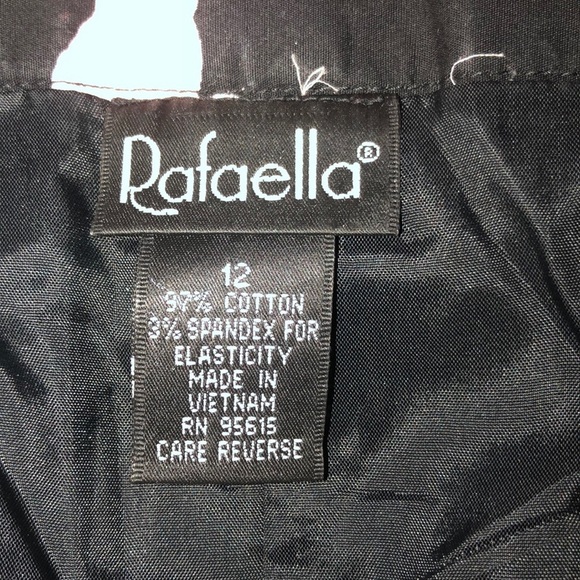 Rafaella®
12
97% COTTON
3% SPANDEX FOR
ELASTICITY
MADE IN
VIETNAM
RN 95615
CARE REVERSE